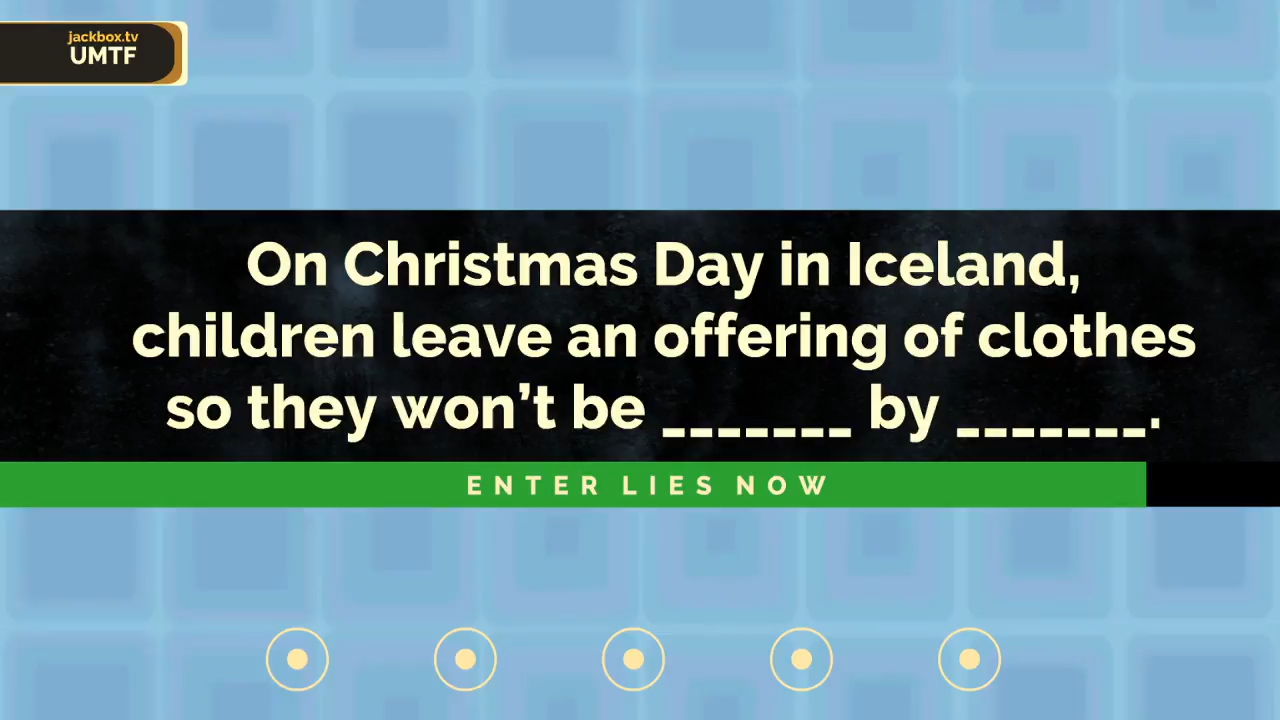 jackbox.tv
UMTF
On Christmas Day in Iceland,
children leave an offering of clothes
so they won’t be _______ by _______.
ENTER LIES NOW